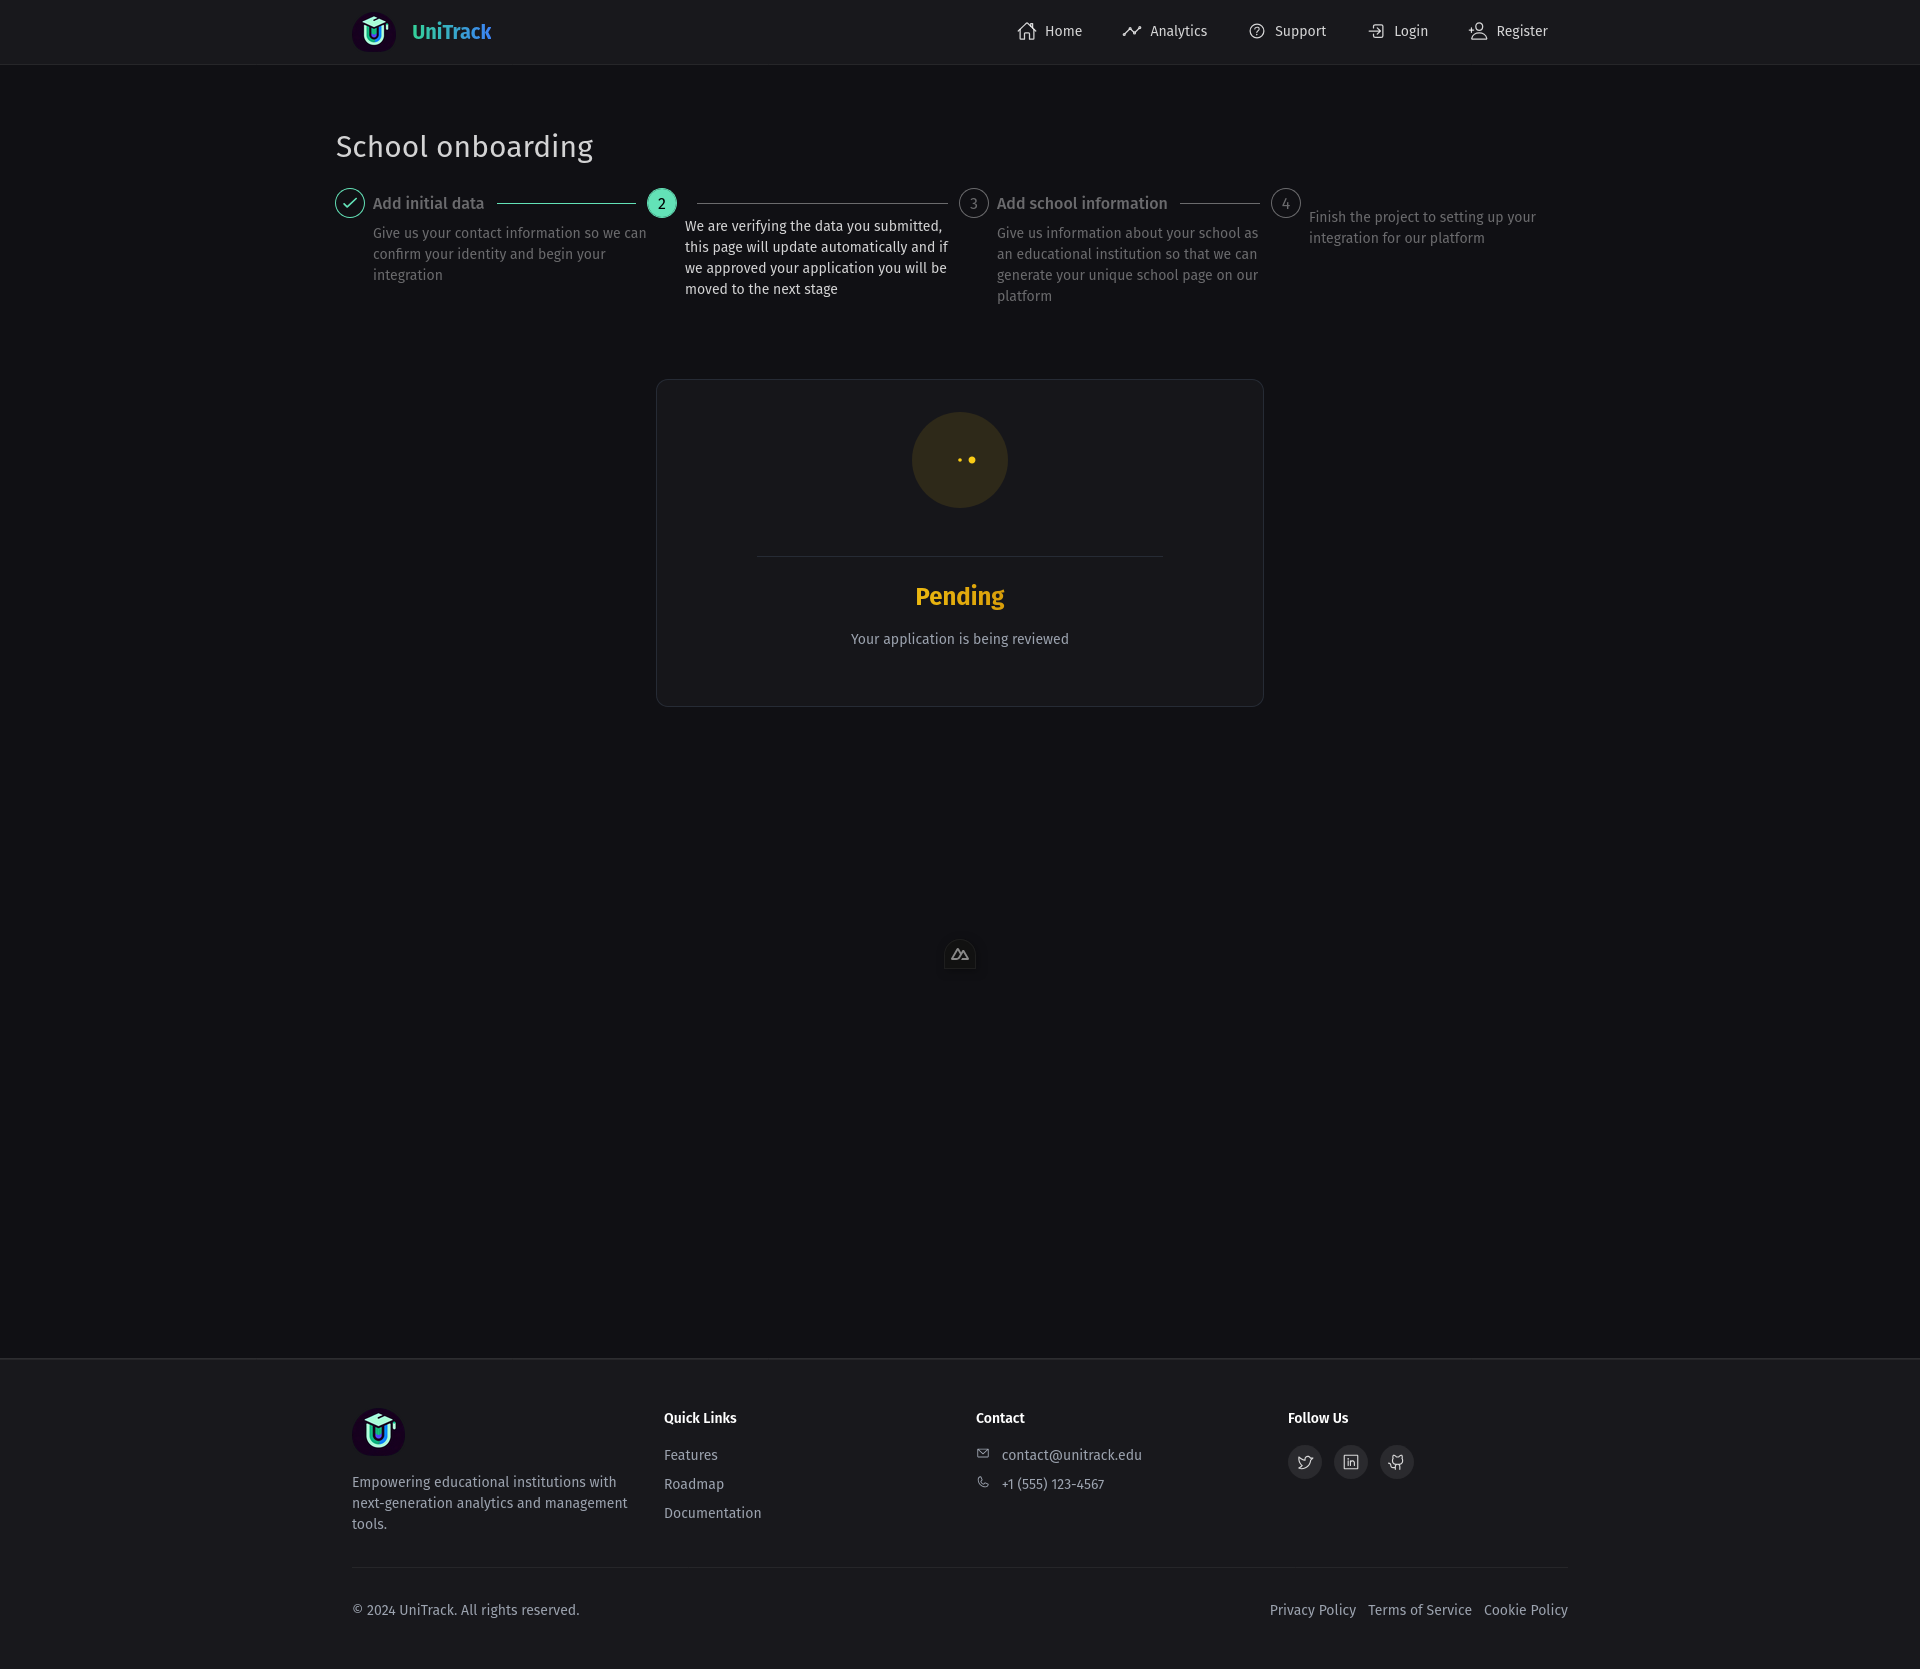 UniTrack
Home
Analytics
Support
Login
Register
School onboarding
Add initial data
Give us your contact information so we can
confirm your identity and begin your
integration
2
We are verifying the data you submitted,
this page will update automatically and if
we approved your application you will be
moved to the next stage
3
Add school information
Give us information about your school as
an educational institution so that we can
generate your unique school page on our
platform
4
Finish the project to setting up your
integration for our platform
Pending
Your application is being reviewed
Empowering educational institutions with
next-generation analytics and management
tools.
Quick Links
Features
Roadmap
Documentation
Contact
contact@unitrack.edu
+1 (555) 123-4567
Follow Us
© 2024 UniTrack. All rights reserved.
Privacy Policy
Terms of Service
Cookie Policy